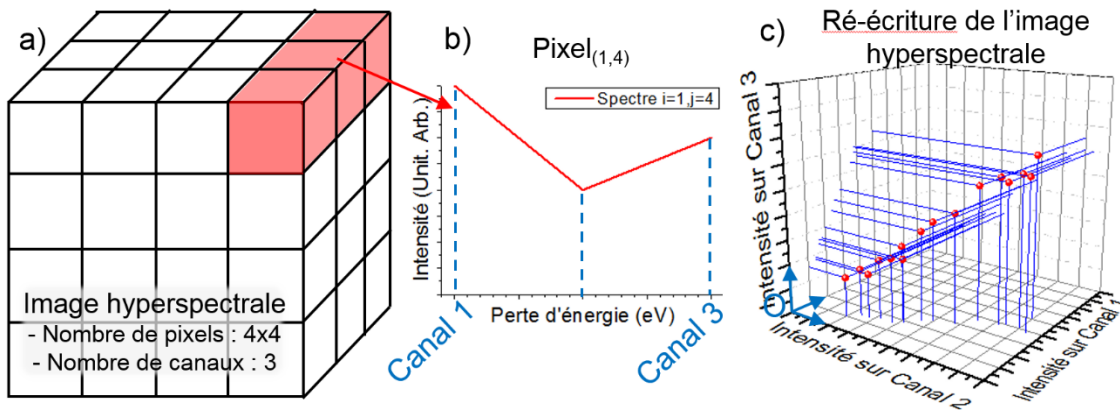 a)
Image hyperspectrale
- Nombre de pixels : 4x4
- Nombre de canaux : 3
b)
Pixel(1,4)
Spectre i=1,j=4
Intensité (Unit. Arb.)
Perte d'énergie (eV)
Canal 1
Canal 3
c)
Ré-écriture de l'image
hyperspectrale
Intensité sur Canal 3
O
Intensité sur Canal 2
Intensité sur Canal 1